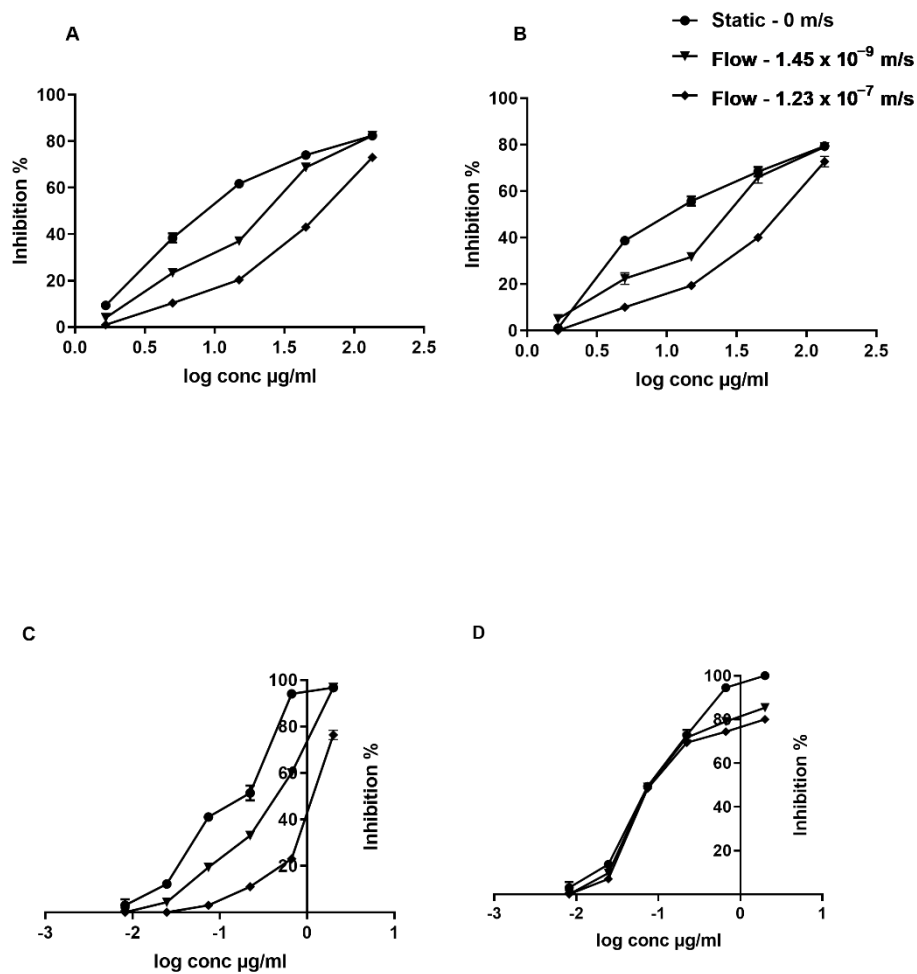 A
B
Static - 0 m/s
Flow - 1.45 x 10⁻⁹ m/s
Flow - 1.23 x 10⁻⁷ m/s
100
80
60
40
20
0
Inhibition %
0.0 0.5 1.0 1.5 2.0 2.5
log conc µg/ml
100
80
60
40
20
0
Inhibition %
0.0 0.5 1.0 1.5 2.0 2.5
log conc µg/ml
C
100
80
60
40
20
Inhibition %
-3 -2 -1 0 1
log conc µg/ml
D
100
80
60
40
20
Inhibition %
-3 -2 -1 0 1
log conc µg/ml